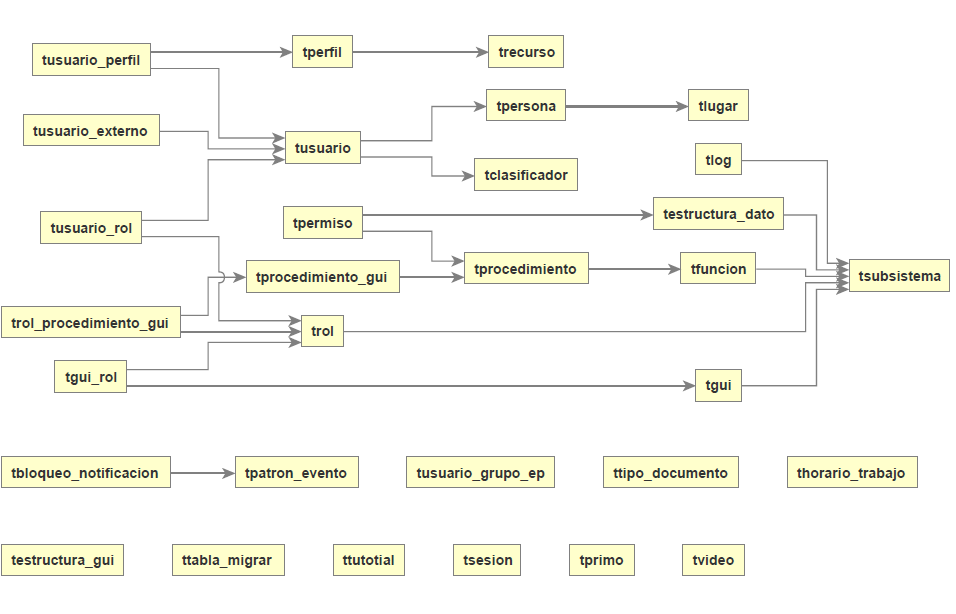 tusuario_perfil
tperfil
trecurso
tpersona
tlugar
tusuario_externo
tusuario
tlog
tclasificador
tusuario_rol
tpermiso
testructura_dato
tprocedimiento_gui
tprocedimiento
tfuncion
tsubsistema
trol_procedimiento_gui
trol
tgui_rol
tgui
tbloqueo_notificacion
tpatron_evento
tusuario_grupo_ep
ttipo_documento
thorario_trabajo
testructura_gui
ttabla_migrar
ttutotial
tsesion
tprimo
tvideo